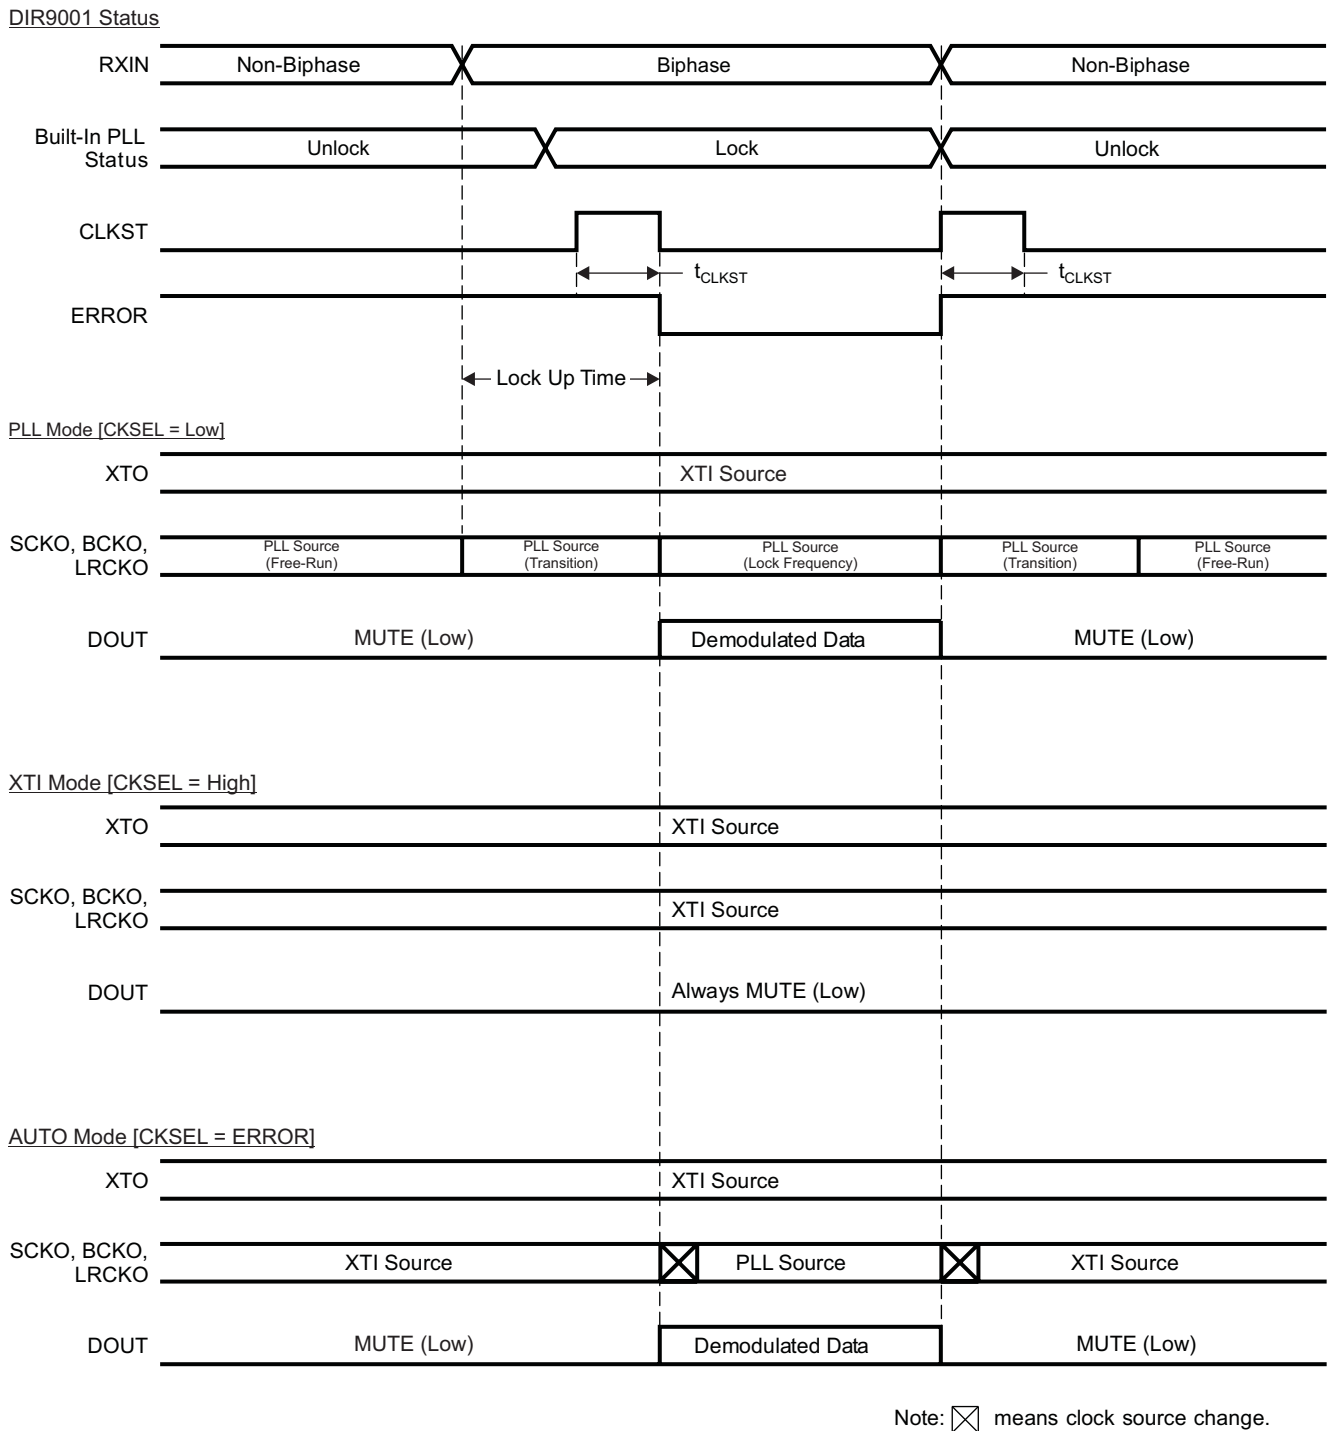 DIR9001 Status
RXIN
Non-Biphase
Biphase
Non-Biphase
Built-In PLL
Status
Unlock
Lock
Unlock
CLKST
tCLKST
tCLKST
ERROR
Lock Up Time
PLL Mode [CKSEL = Low]
XTO
XTI Source
SCKO, BCKO,
LRCKO
PLL Source
(Free-Run)
PLL Source
(Transition)
PLL Source
(Lock Frequency)
PLL Source
(Transition)
PLL Source
(Free-Run)
DOUT
MUTE (Low)
Demodulated Data
MUTE (Low)
XTI Mode [CKSEL = High]
XTO
XTI Source
SCKO, BCKO,
LRCKO
XTI Source
DOUT
Always MUTE (Low)
AUTO Mode [CKSEL = ERROR]
XTO
XTI Source
SCKO, BCKO,
LRCKO
XTI Source
PLL Source
XTI Source
DOUT
MUTE (Low)
Demodulated Data
MUTE (Low)
Note: means clock source change.